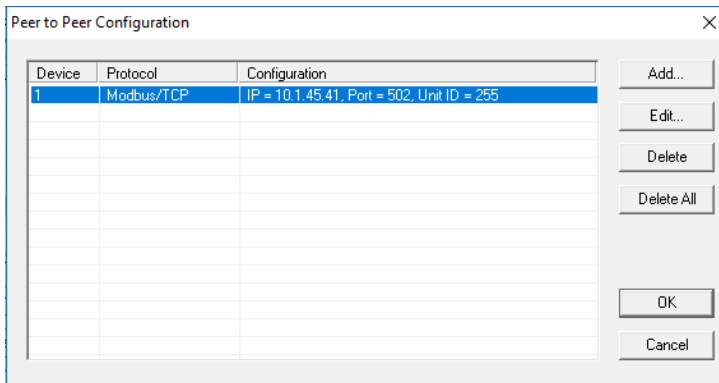 Peer to Peer Configuration
Device Protocol Configuration
1 Modbus/TCP IP = 10.1.45.41, Port = 502, Unit ID = 255
Add...
Edit...
Delete
Delete All
OK
Cancel